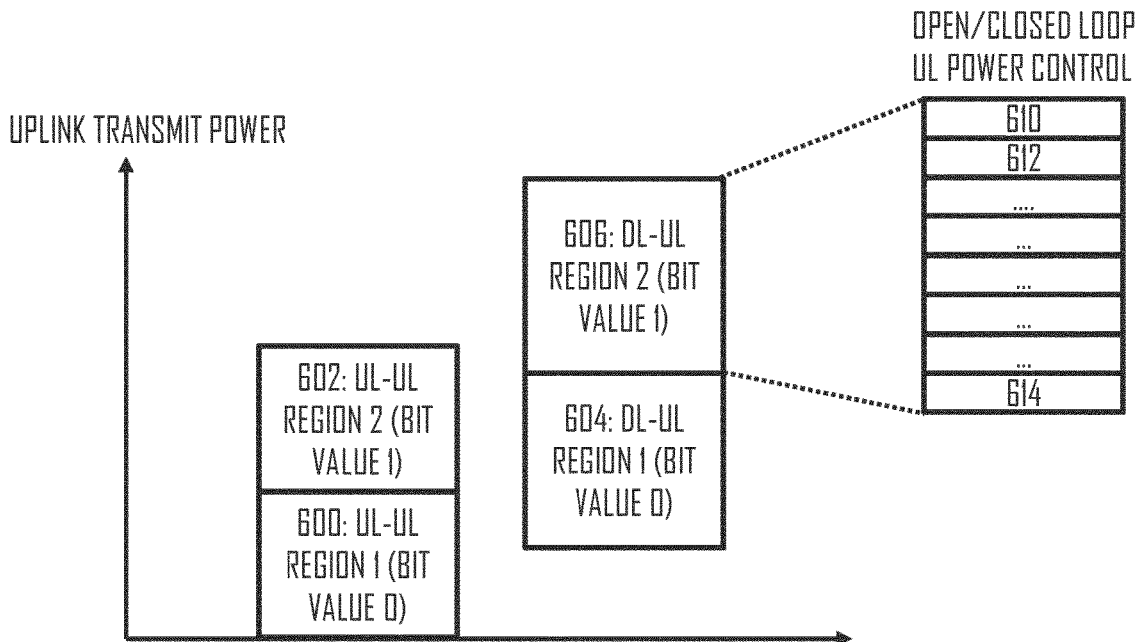 OPEN/CLOSED LOOP
UL POWER CONTROL
UPLINK TRANSMIT POWER
610
612
....
...
...
...
...
614
606: DL-UL
REGION 2 (BIT
VALUE 1)
604: DL-UL
REGION 1 (BIT
VALUE 0)
602: UL-UL
REGION 2 (BIT
VALUE 1)
600: UL-UL
REGION 1 (BIT
VALUE 0)